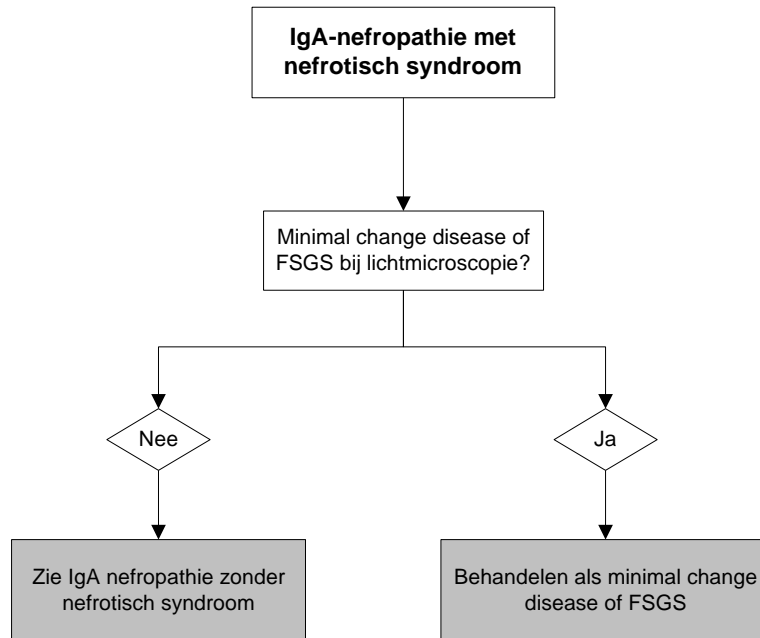 IgA-nefropathie met
nefrotisch syndroom
Minimal change disease of
FSGS bij lichtmicroscopie?
Nee
Ja
Zie IgA nefropathie zonder
nefrotisch syndroom
Behandelen als minimal change
disease of FSGS